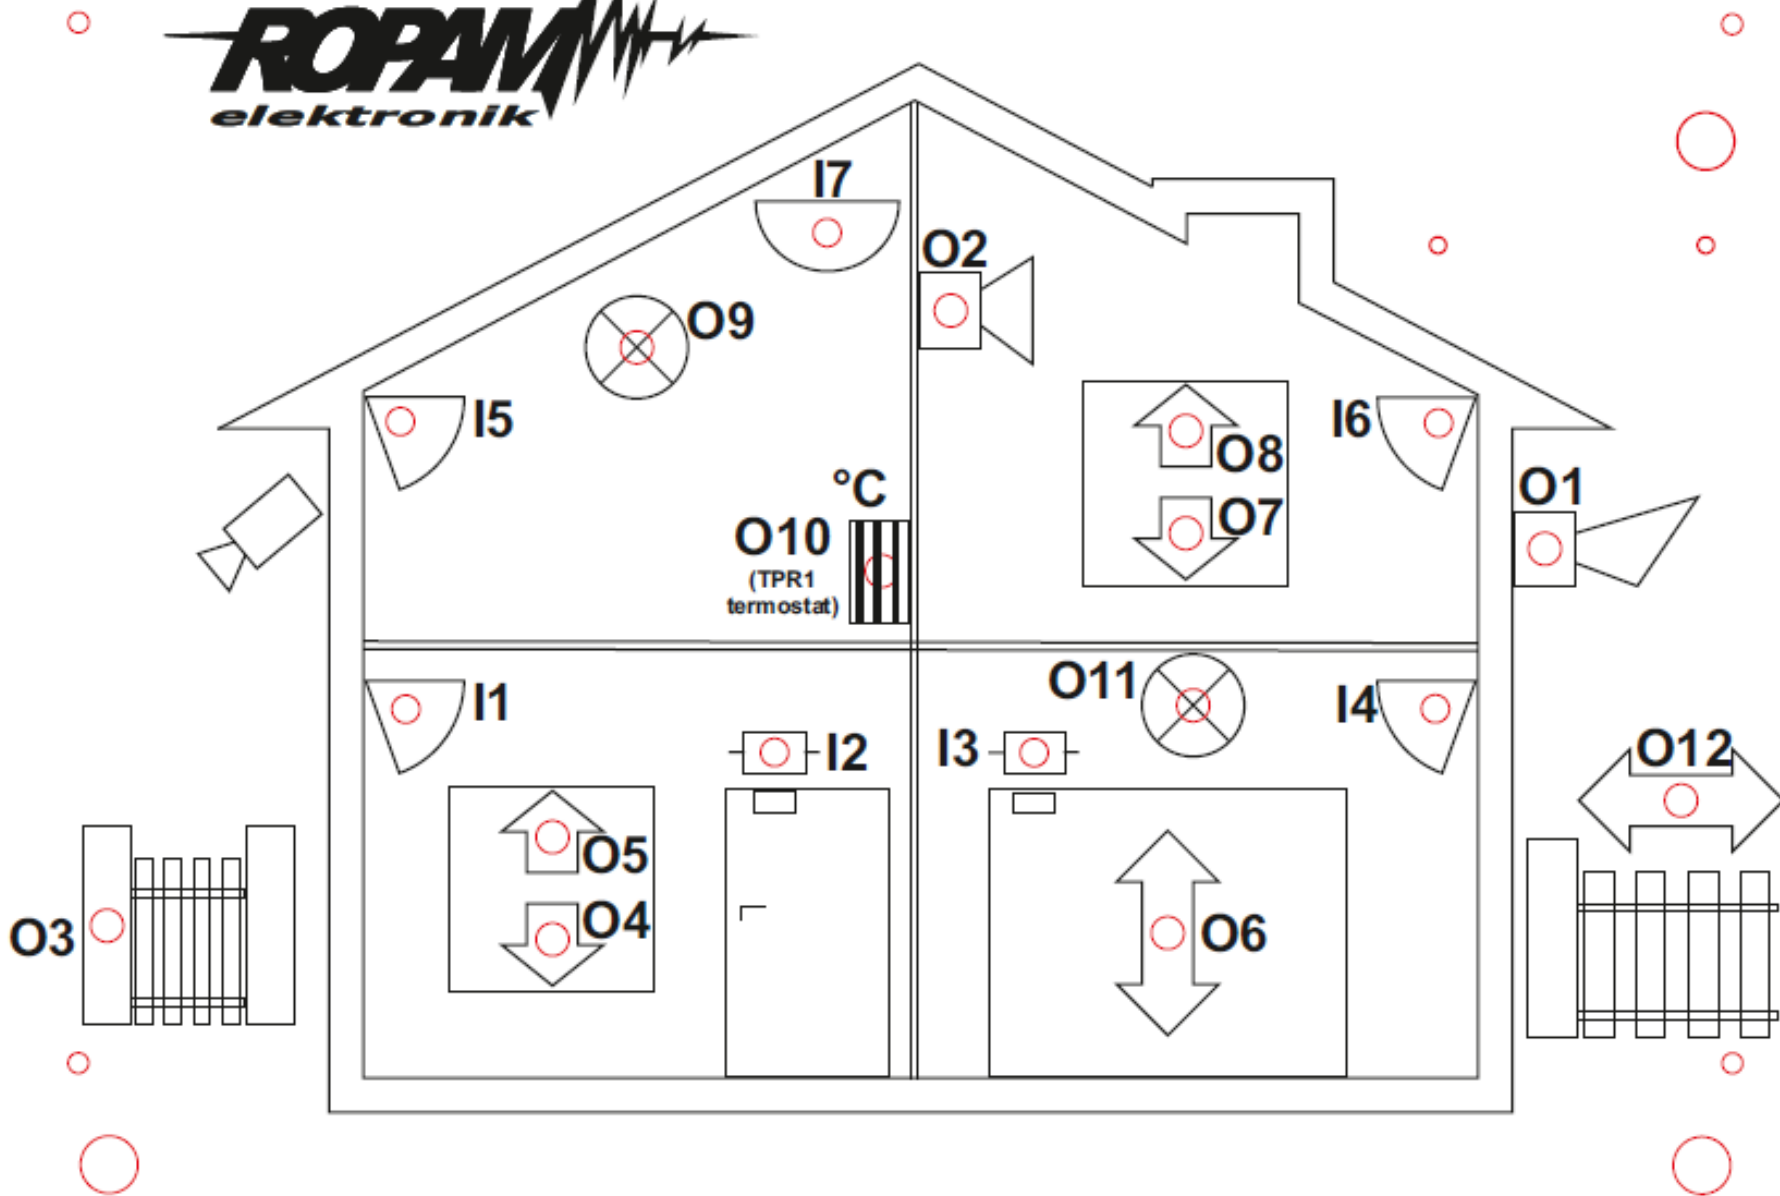 ROPAM
elektronik
I7
O2
O9
I5
O8
I6
°C
O10
(TPR1
termostat)
O7
O1
I1
O11
I4
I2
I3
O12
O5
O4
O3
O6